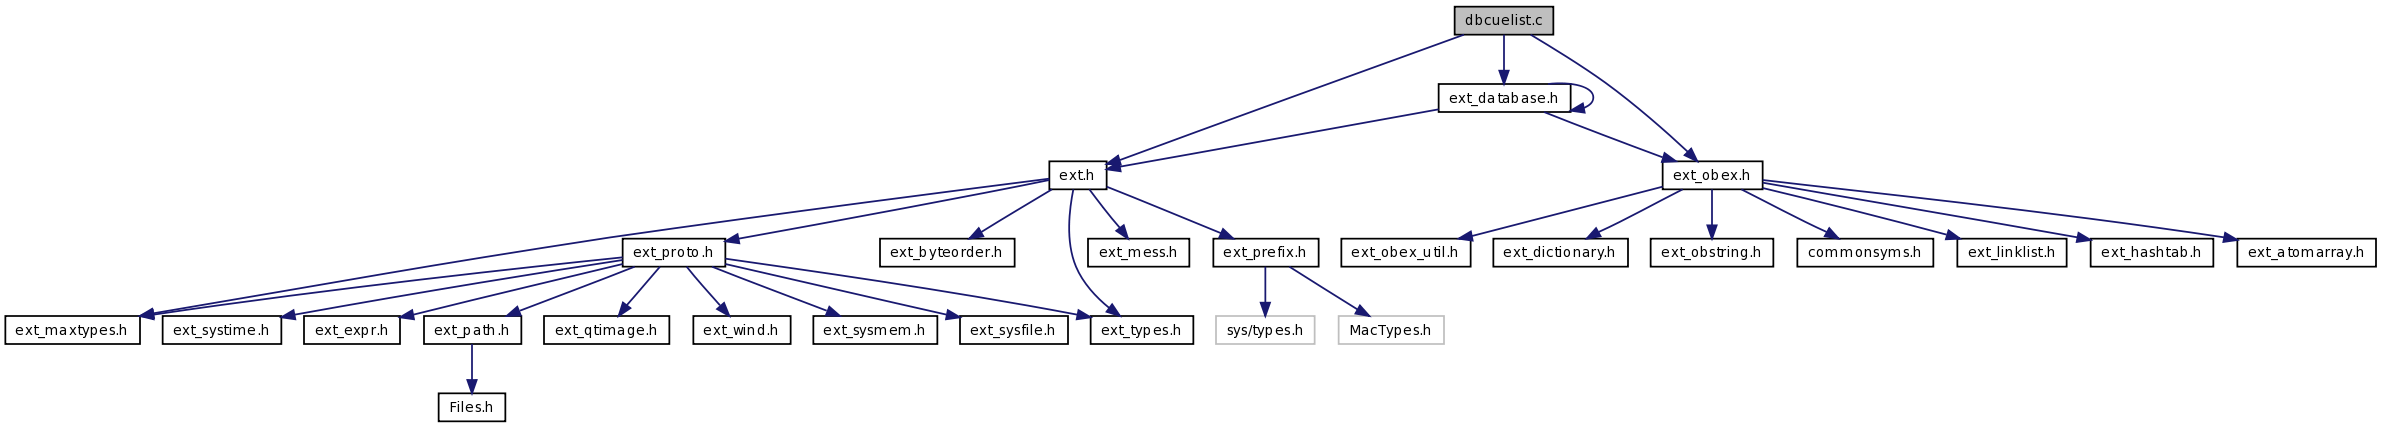 dbcuelist.c
ext_database.h
ext.h
ext_obex.h
ext_proto.h
ext_byteorder.h
ext_mess.h
ext_prefix.h
ext_obex_util.h
ext_dictionary.h
ext_obstring.h
commonsyms.h
ext_linklist.h
ext_hashtab.h
ext_atomarray.h
ext_maxtypes.h
ext_systime.h
ext_expr.h
ext_path.h
ext_qtimage.h
ext_wind.h
ext_sysmem.h
ext_sysfile.h
ext_types.h
sys/types.h
MacTypes.h
Files.h